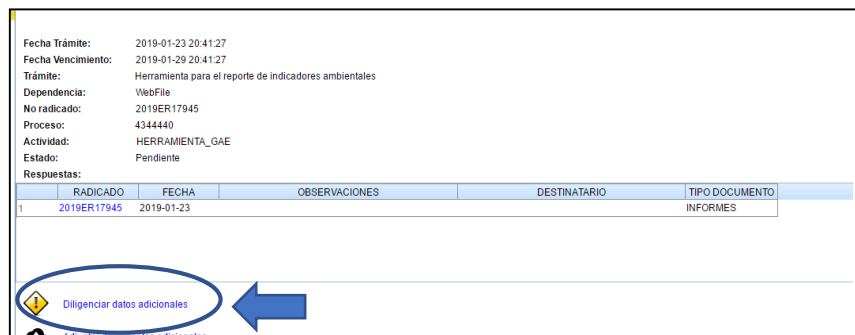 Fecha Trámite: 2019-01-23 20:41:27
Fecha Vencimiento: 2019-01-29 20:41:27
Trámite: Herramienta para el reporte de indicadores ambientales
Dependencia: WebFile
No radicado: 2019ER17945
Proceso: 4344440
Actividad: HERRAMIENTA_GAE
Estado: Pendiente
Respuestas:
RADICADO FECHA OBSERVACIONES DESTINATARIO TIPO DOCUMENTO
1 2019ER17945 2019-01-23 INFORMES
Diligenciar datos adicionales